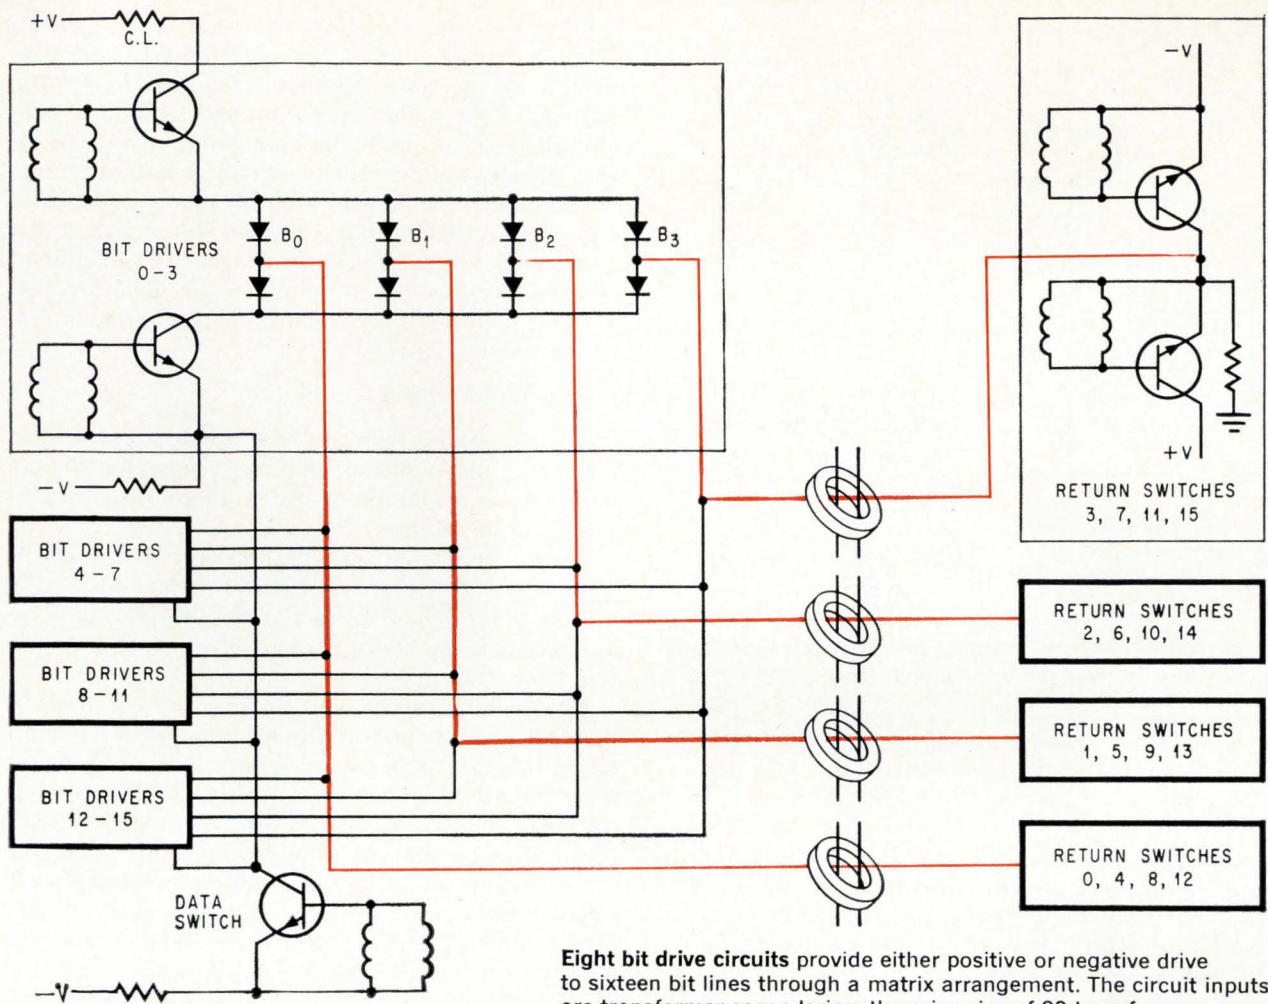 +V
C.L.
−V
BIT DRIVERS
0-3
B0
B1
B2
B3
−V
+V
RETURN SWITCHES
3, 7, 11, 15
BIT DRIVERS
4-7
RETURN SWITCHES
2, 6, 10, 14
BIT DRIVERS
8-11
RETURN SWITCHES
1, 5, 9, 13
BIT DRIVERS
12-15
RETURN SWITCHES
0, 4, 8, 12
DATA
SWITCH
−V
Eight bit drive circuits provide either positive or negative drive
to sixteen bit lines through a matrix arrangement. The circuit inputs